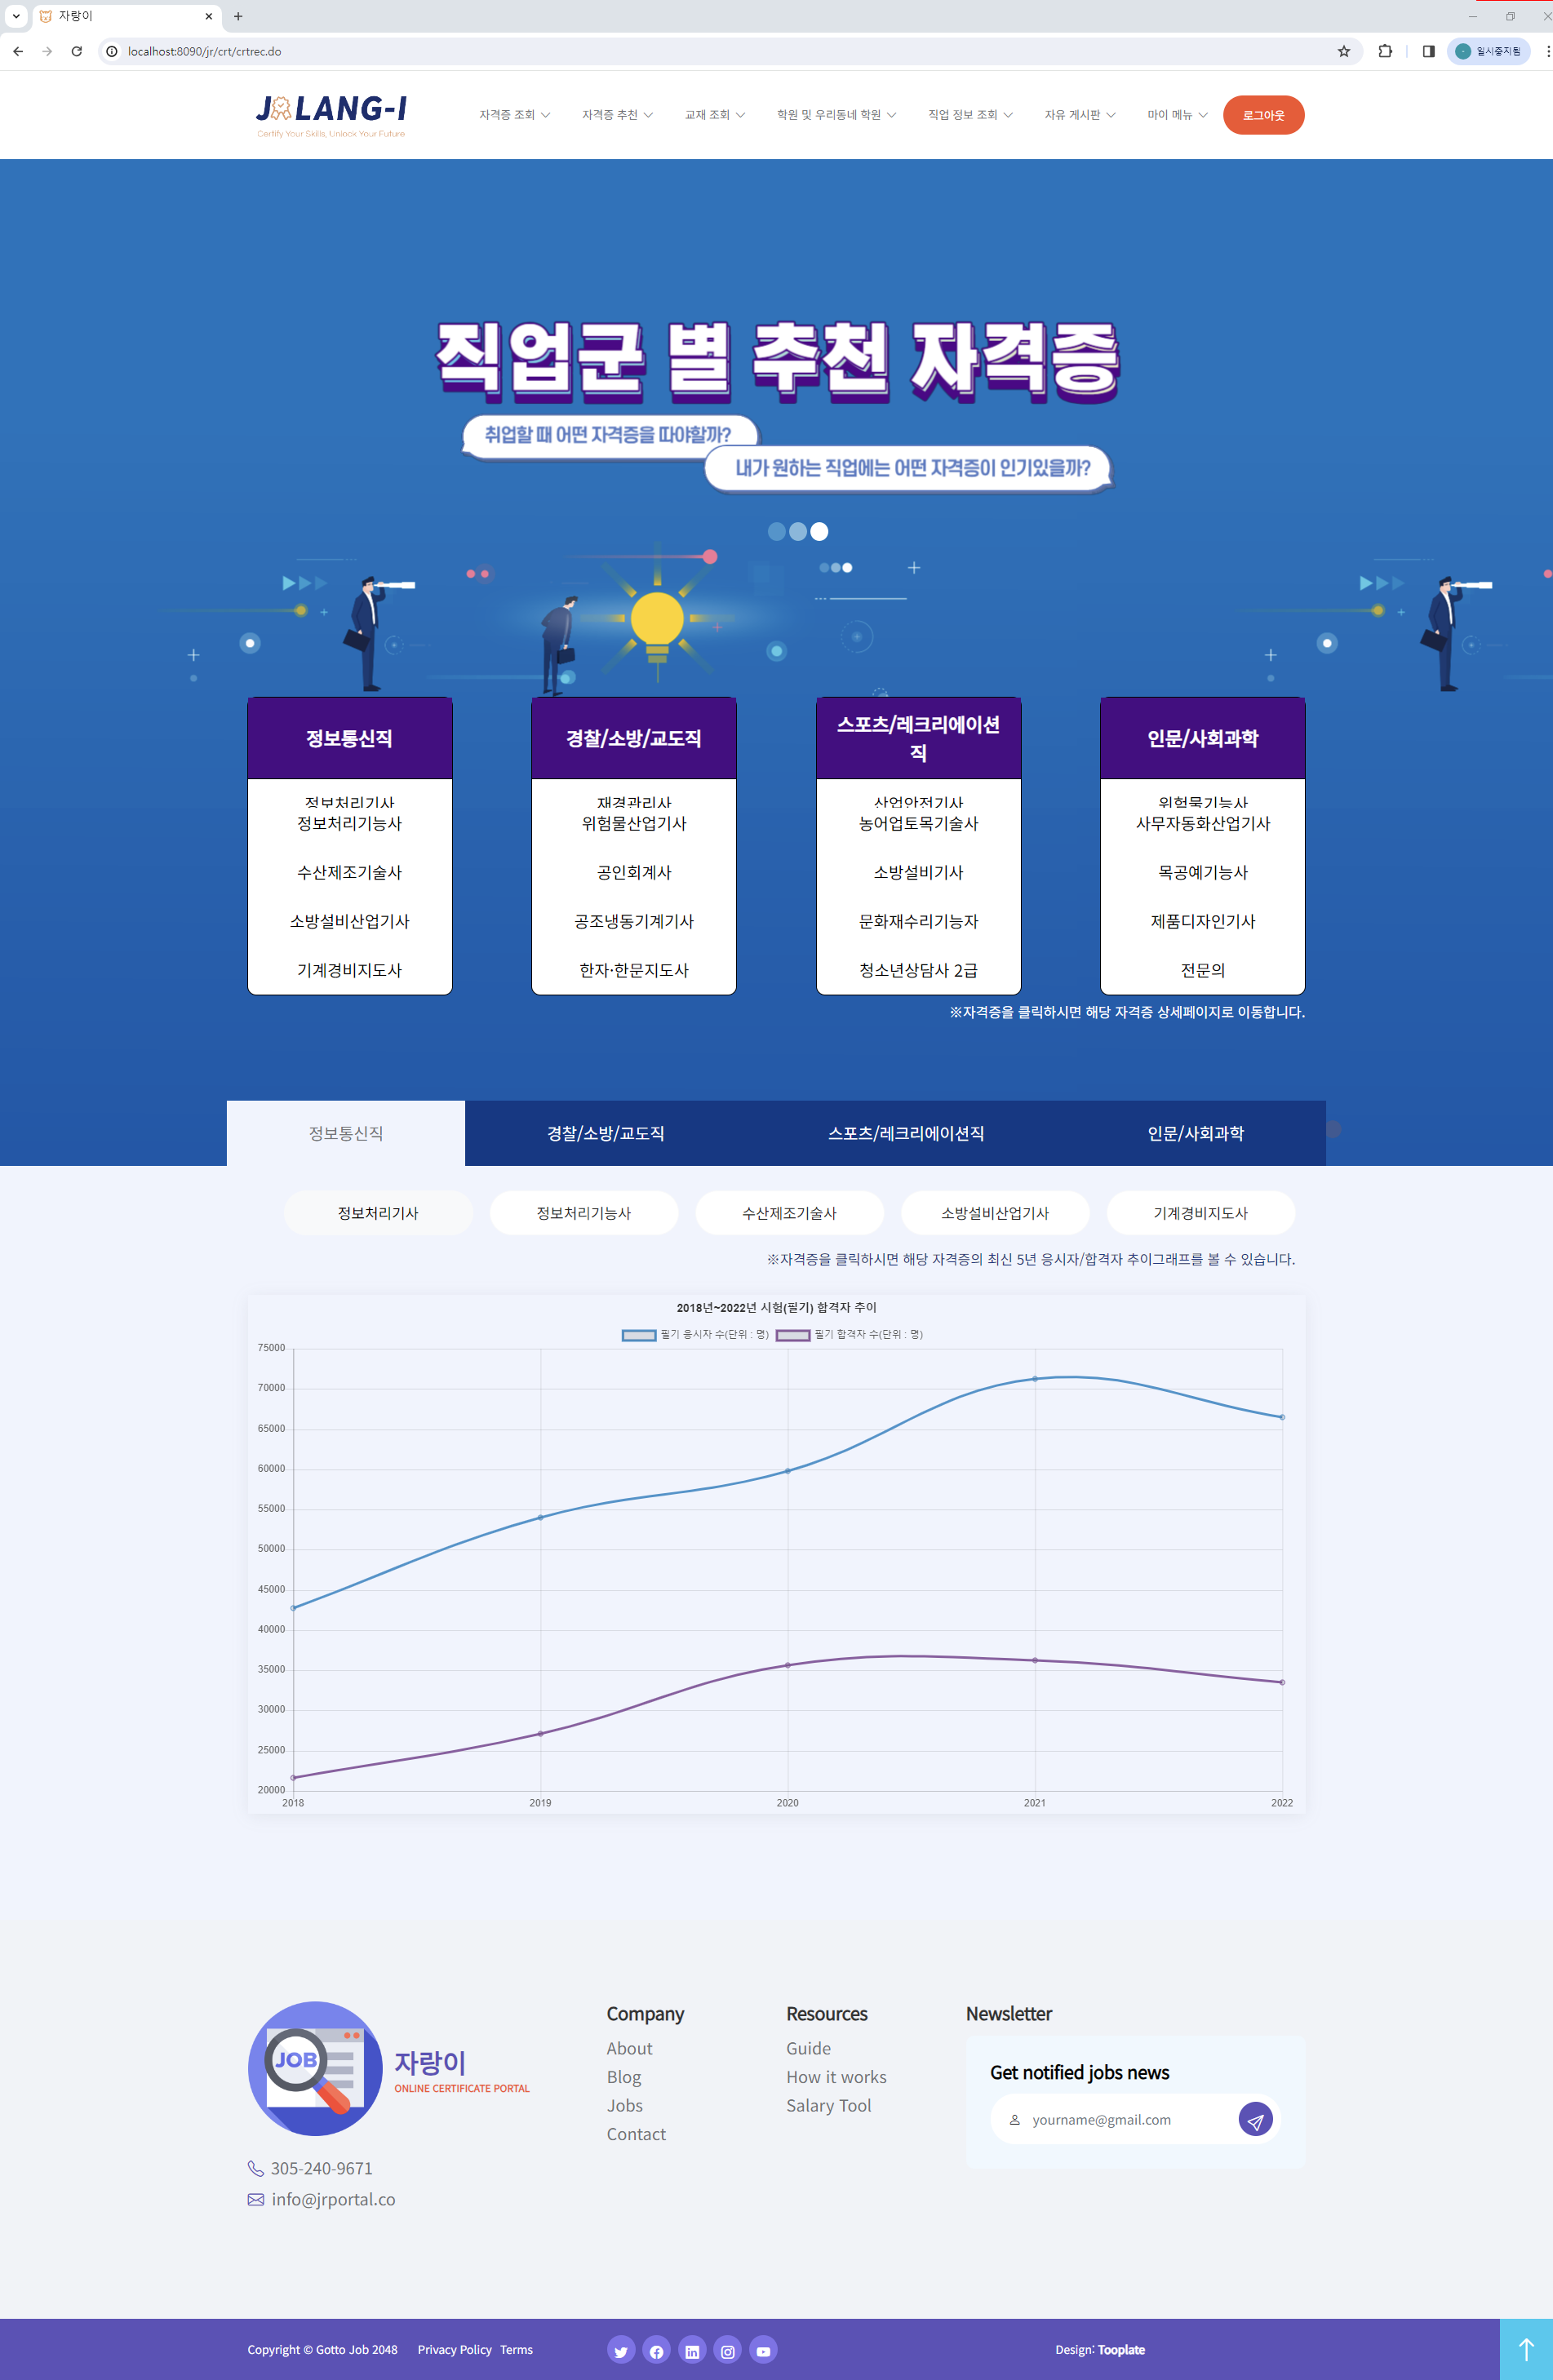 자랑이
localhost:8090/jr/crt/crtrec.do
일시중지됨
JALANG-I
Certify Your Skills, Unlock Your Future
자격증 조회
자격증 추천
교재 조회
학원 및 우리동네 학원
직업 정보 조회
자유 게시판
마이 메뉴
로그아웃
직업군 별 추천 자격증
취업할 때 어떤 자격증을 따야할까?
내가 원하는 직업에는 어떤 자격증이 인기있을까?
정보통신직
정보처리기사
정보처리기능사
수산제조기술사
소방설비산업기사
기계경비지도사
경찰/소방/교도직
재경관리사
위험물산업기사
공인회계사
공조냉동기계기사
한자·한문지도사
스포츠/레크리에이션
직
산업안전기사
농어업토목기술사
소방설비기사
문화재수리기능자
청소년상담사 2급
인문/사회과학
위험물기능사
사무자동화산업기사
목공예기능사
제품디자인기사
전문의
※자격증을 클릭하시면 해당 자격증 상세페이지로 이동합니다.
정보통신직
경찰/소방/교도직
스포츠/레크리에이션직
인문/사회과학
정보처리기사
정보처리기능사
수산제조기술사
소방설비산업기사
기계경비지도사
※자격증을 클릭하시면 해당 자격증의 최신 5년 응시자/합격자 추이그래프를 볼 수 있습니다.
2018년~2022년 시험(필기) 합격자 추이
필기 응시자 수(단위 : 명)
필기 합격자 수(단위 : 명)
75000
70000
65000
60000
55000
50000
45000
40000
35000
30000
25000
20000
2018
2019
2020
2021
2022
JOB
자랑이
ONLINE CERTIFICATE PORTAL
305-240-9671
info@jrportal.co
Company
About
Blog
Jobs
Contact
Resources
Guide
How it works
Salary Tool
Newsletter
Get notified jobs news
yourname@gmail.com
Copyright © Gotto Job 2048
Privacy Policy
Terms
Design: Tooplate